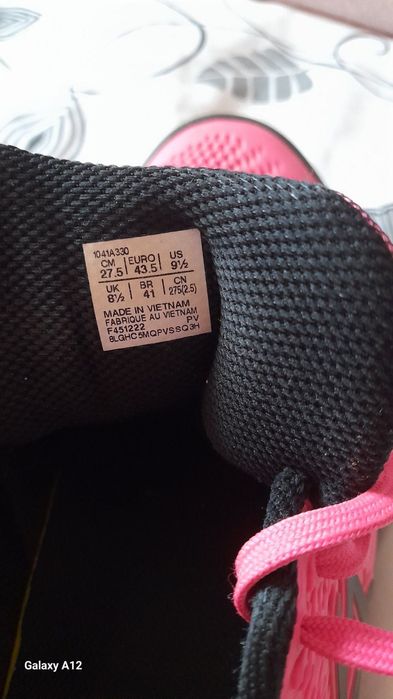 1041A330
CM EURO US
27.5 43.5 9½
UK BR CN
8½ 41 275(2.5)
MADE IN VIETNAM
FABRIQUE AU VIETNAM
F451222 PV
8LGHC5MQPVSSQ3H
Galaxy A12